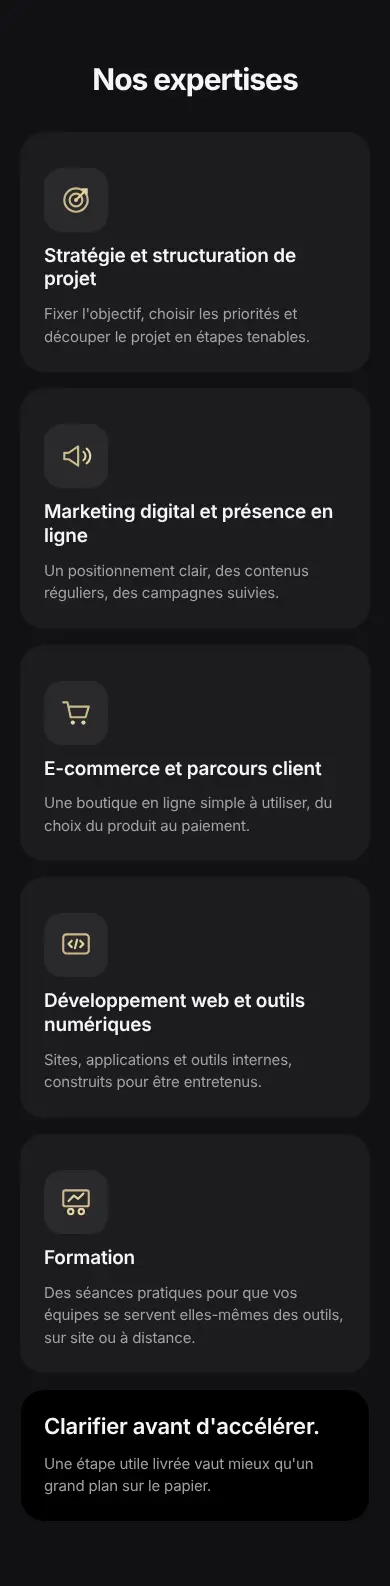 Nos expertises
Stratégie et structuration de
projet
Fixer l'objectif, choisir les priorités et
découper le projet en étapes tenables.
Marketing digital et présence en
ligne
Un positionnement clair, des contenus
réguliers, des campagnes suivies.
E-commerce et parcours client
Une boutique en ligne simple à utiliser, du
choix du produit au paiement.
Développement web et outils
numériques
Sites, applications et outils internes,
construits pour être entretenus.
Formation
Des séances pratiques pour que vos
équipes se servent elles-mêmes des outils,
sur site ou à distance.
Clarifier avant d'accélérer.
Une étape utile livrée vaut mieux qu'un
grand plan sur le papier.